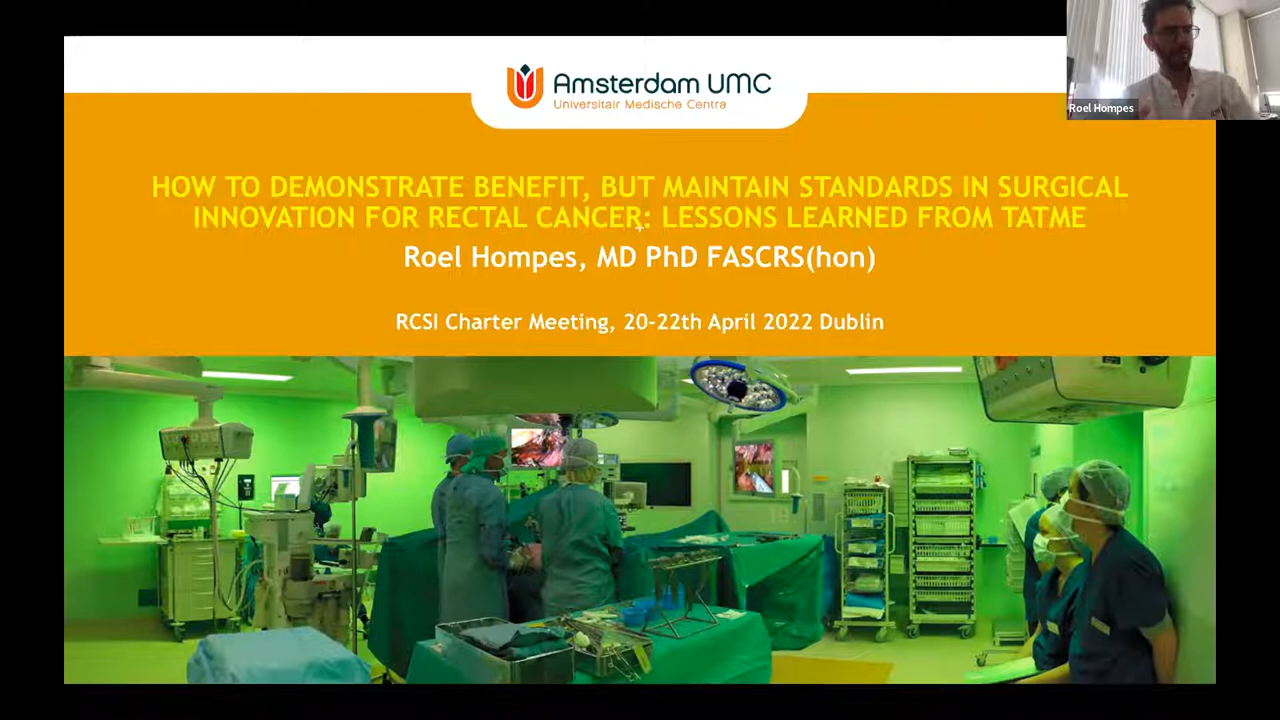 Amsterdam UMC
Universitair Medische Centra
Roel Hompes
HOW TO DEMONSTRATE BENEFIT, BUT MAINTAIN STANDARDS IN SURGICAL
INNOVATION FOR RECTAL CANCER: LESSONS LEARNED FROM TATME
Roel Hompes, MD PhD FASCRS(hon)
RCSI Charter Meeting, 20-22th April 2022 Dublin